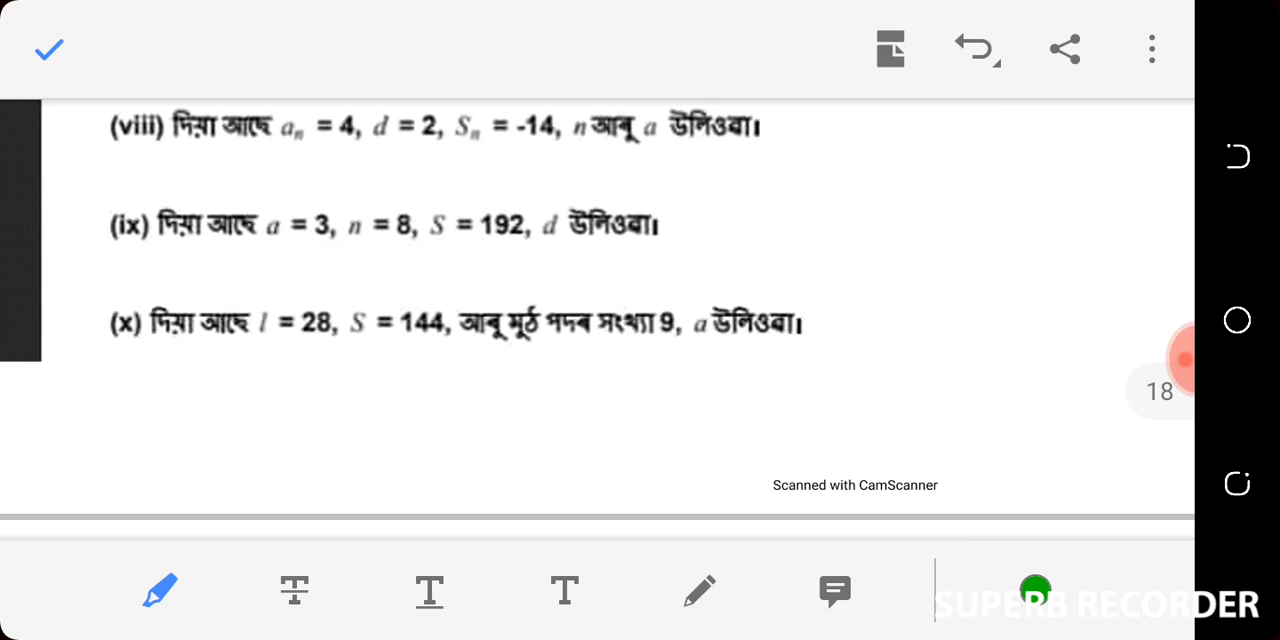 (viii) দিয়া আছে aₙ = 4, d = 2, Sₙ = -14, n আৰু a উলিওৱা।
(ix) দিয়া আছে a = 3, n = 8, S = 192, d উলিওৱা।
(x) দিয়া আছে l = 28, S = 144, আৰু মুঠ পদৰ সংখ্যা 9, a উলিওৱা।
18
Scanned with CamScanner
SUPERB RECORDER